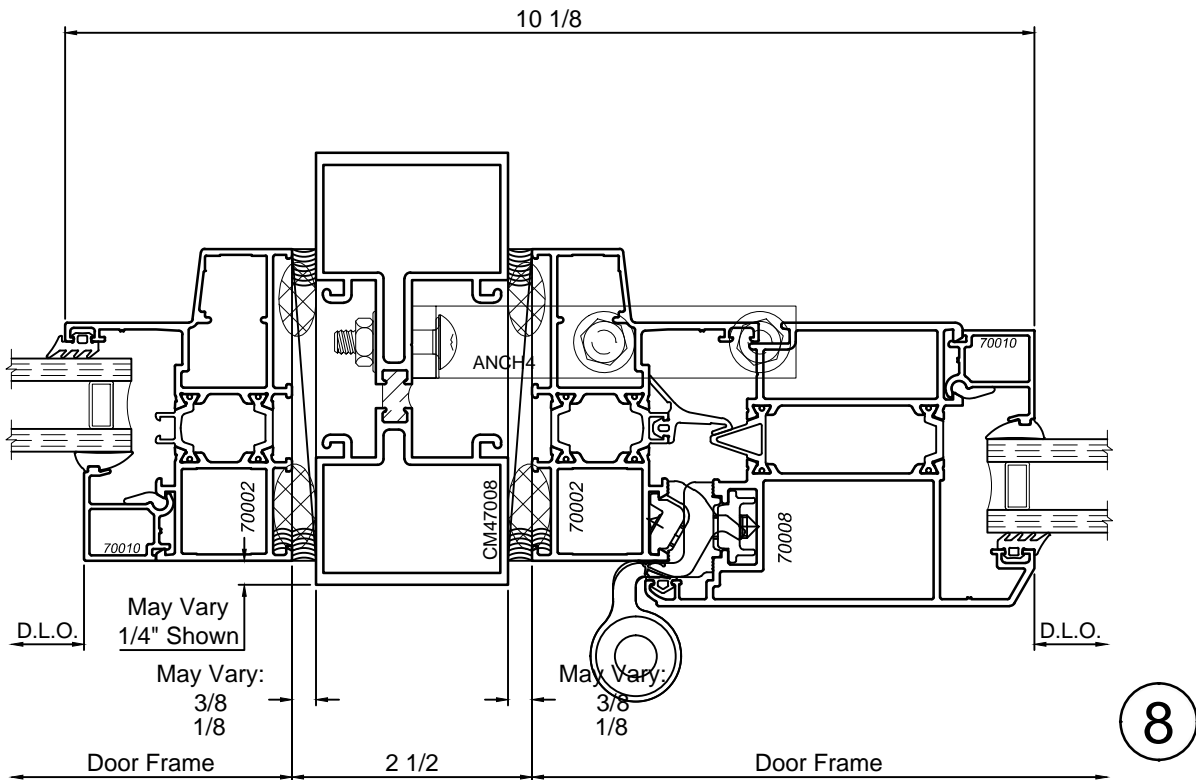 10 1/8
ANCH4
70010
70002
CM47008
70002
70008
70010
May Vary
1/4" Shown
D.L.O.
D.L.O.
May Vary:
3/8
1/8
May Vary:
3/8
1/8
8
Door Frame
2 1/2
Door Frame